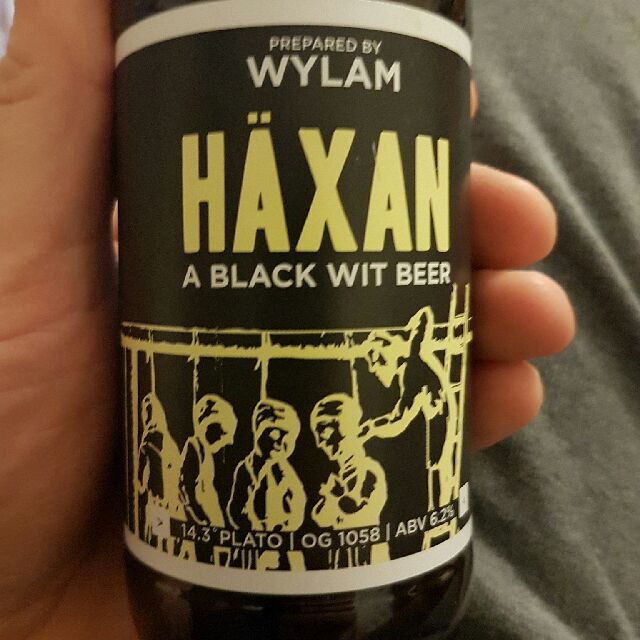 PREPARED BY
WYLAM
HÄXAN
A BLACK WIT BEER
14.3° PLATO | OG 1058 | ABV 6.2%